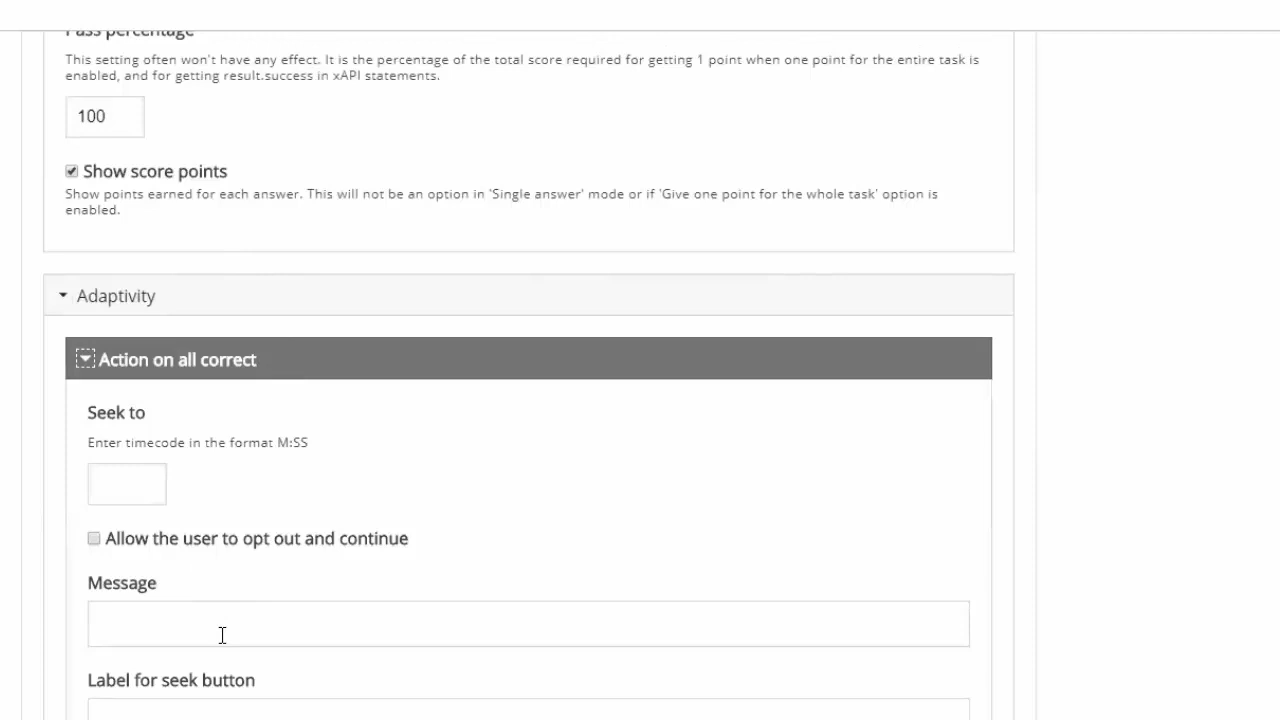 Pass percentage
This setting often won't have any effect. It is the percentage of the total score required for getting 1 point when one point for the entire task is
enabled, and for getting result.success in xAPI statements.
100
Show score points
Show points earned for each answer. This will not be an option in 'Single answer' mode or if 'Give one point for the whole task' option is
enabled.
Adaptivity
Action on all correct
Seek to
Enter timecode in the format M:SS
Allow the user to opt out and continue
Message
Label for seek button